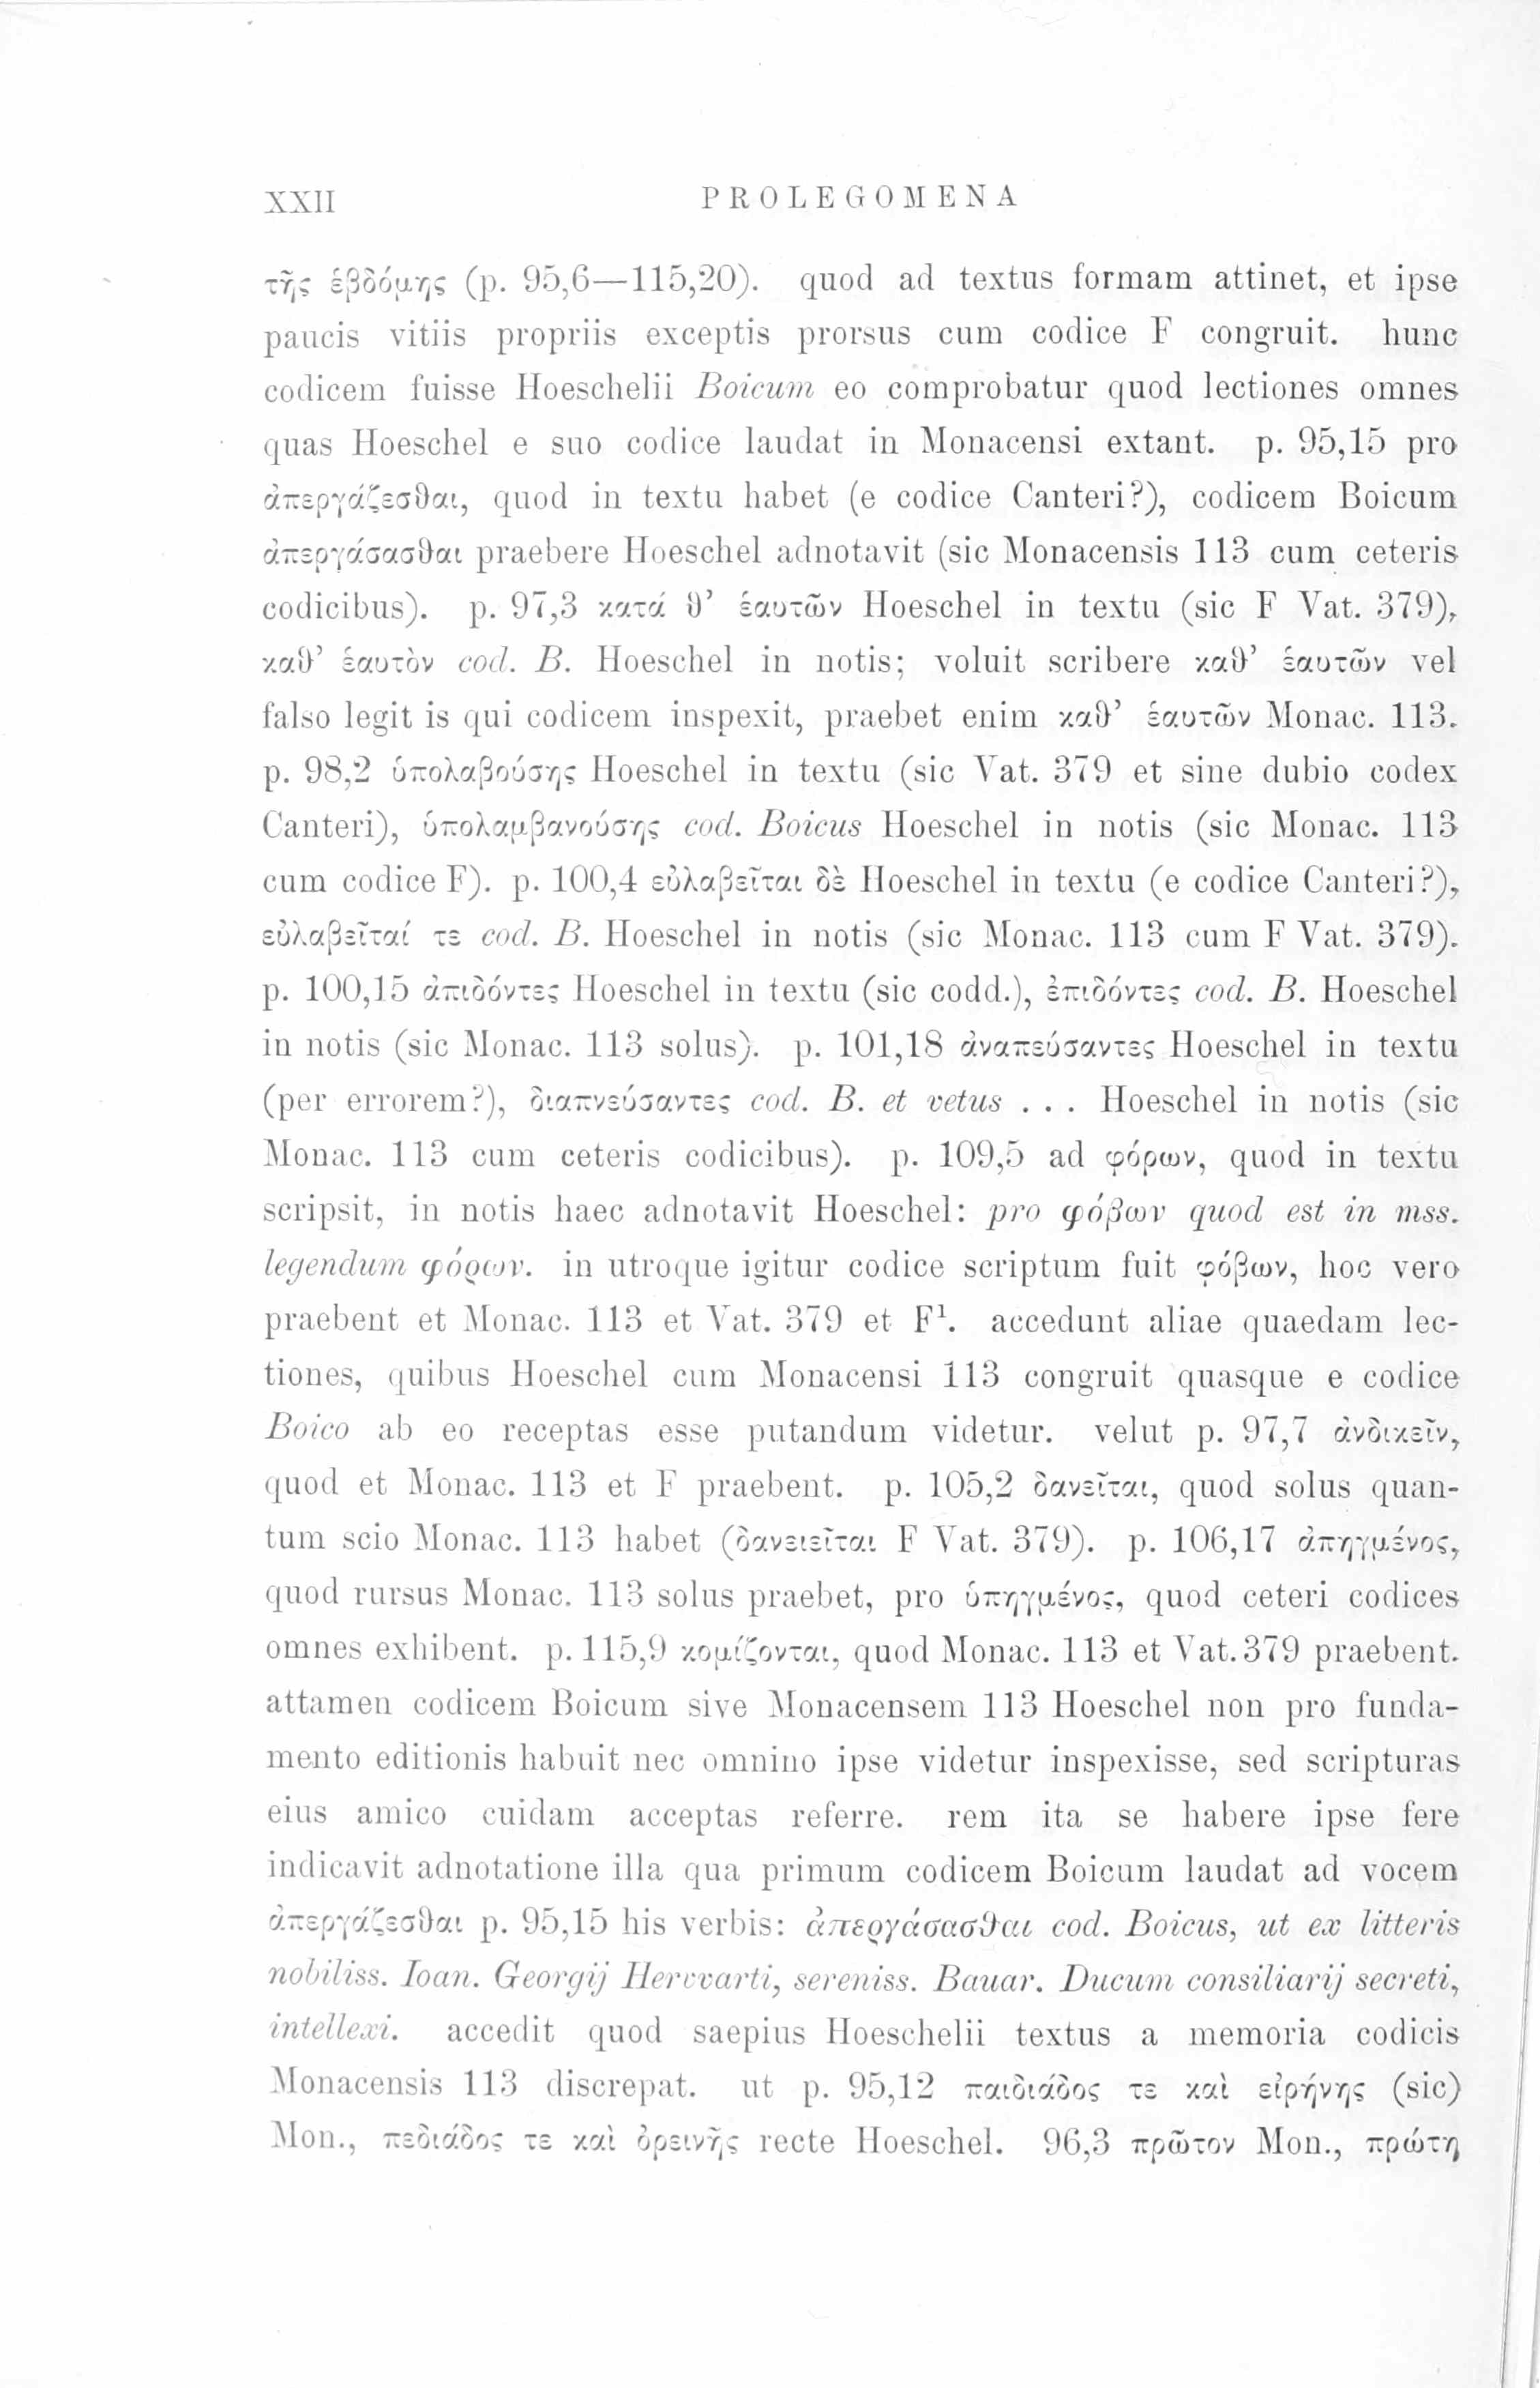 XXII PROLEGOMENA
τῆς ἑβδόμης (p. 95,6—115,20). quod ad textus formam attinet, et ipse
paucis vitiis propriis exceptis prorsus cum codice F congruit. hunc
codicem fuisse Hoeschelii Boicum eo comprobatur quod lectiones omnes
quas Hoeschel e suo codice laudat in Monacensi extant. p. 95,15 pro
ἀπεργάζεσθαι, quod in textu habet (e codice Canteri?), codicem Boicum
ἀπεργάσασθαι praebere Hoeschel adnotavit (sic Monacensis 113 cum ceteris
codicibus). p. 97,3 κατά θ’ ἑαυτῶν Hoeschel in textu (sic F Vat. 379),
καθ’ ἑαυτὸν cod. B. Hoeschel in notis; voluit scribere καθ’ ἑαυτῶν vel
falso legit is qui codicem inspexit, praebet enim καθ’ ἑαυτῶν Monac. 113.
p. 98,2 ὑπολαβούσης Hoeschel in textu (sic Vat. 379 et sine dubio codex
Canteri), ὑπολαμβανούσης cod. Boicus Hoeschel in notis (sic Monac. 113
cum codice F). p. 100,4 εὐλαβεῖται δὲ Hoeschel in textu (e codice Canteri?),
εὐλαβεῖταί τε cod. B. Hoeschel in notis (sic Monac. 113 cum F Vat. 379).
p. 100,15 ἀπιδόντες Hoeschel in textu (sic codd.), ἐπιδόντες cod. B. Hoeschel
in notis (sic Monac. 113 solus). p. 101,18 ἀναπεύσαντες Hoeschel in textu
(per errorem?), διαπνεύσαντες cod. B. et vetus . . . Hoeschel in notis (sic
Monac. 113 cum ceteris codicibus). p. 109,5 ad φόρων, quod in textu
scripsit, in notis haec adnotavit Hoeschel: pro φόβων quod est in mss.
legendum φόρων. in utroque igitur codice scriptum fuit φόβων, hoc vero
praebent et Monac. 113 et Vat. 379 et F¹. accedunt aliae quaedam lec-
tiones, quibus Hoeschel cum Monacensi 113 congruit quasque e codice
Boico ab eo receptas esse putandum videtur. velut p. 97,7 ἀνδικεῖν,
quod et Monac. 113 et F praebent. p. 105,2 δανεῖται, quod solus quan-
tum scio Monac. 113 habet (δανειεῖται F Vat. 379). p. 106,17 ἀπηγμένος,
quod rursus Monac. 113 solus praebet, pro ὑπηγμένος, quod ceteri codices
omnes exhibent. p. 115,9 κομίζονται, quod Monac. 113 et Vat. 379 praebent.
attamen codicem Boicum sive Monacensem 113 Hoeschel non pro funda-
mento editionis habuit nec omnino ipse videtur inspexisse, sed scripturas
eius amico cuidam acceptas referre. rem ita se habere ipse fere
indicavit adnotatione illa qua primum codicem Boicum laudat ad vocem
ἀπεργάζεσθαι p. 95,15 his verbis: ἀπεργάσασθαι cod. Boicus, ut ex litteris
nobiliss. Ioan. Georgij Hervvarti, sereniss. Bauar. Ducum consiliarij secreti,
intellexi. accedit quod saepius Hoeschelii textus a memoria codicis
Monacensis 113 discrepat. ut p. 95,12 παιδιάδος τε καὶ εἰρήνης (sic)
Mon., πεδιάδος τε καὶ ὀρεινῆς recte Hoeschel. 96,3 πρῶτον Mon., πρώτη